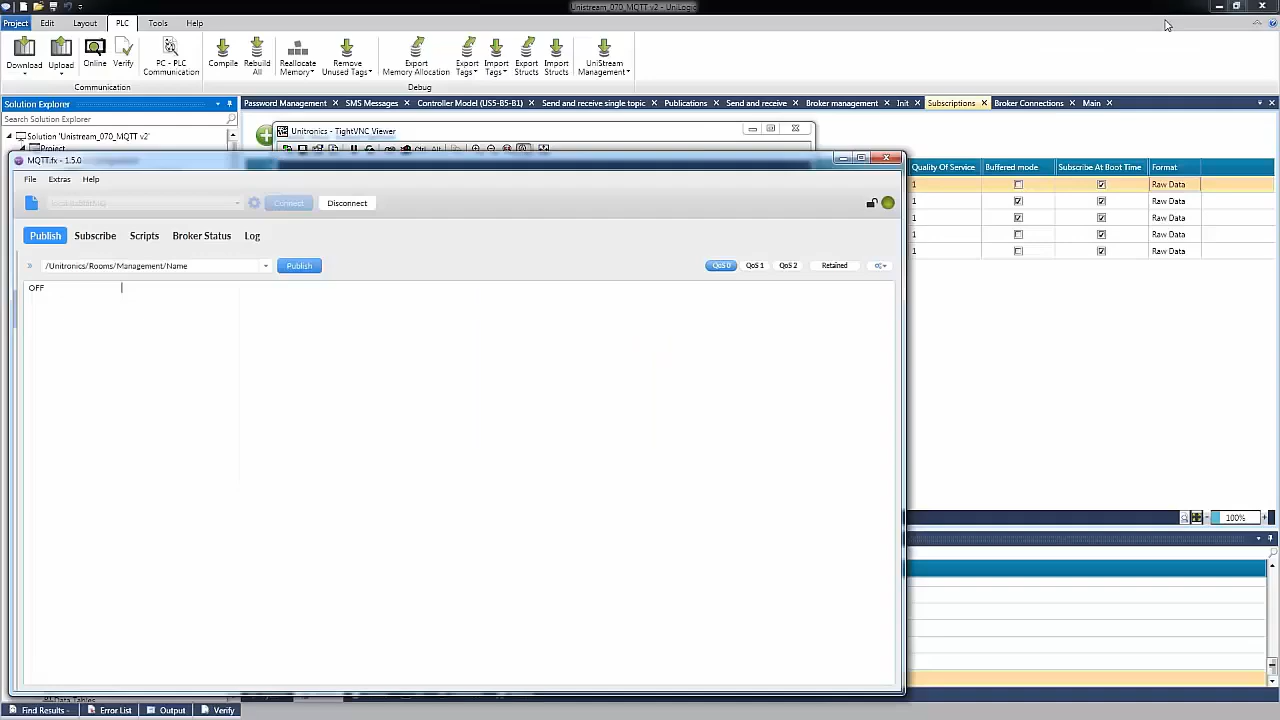 Unistream_070_MQTT v2 - UniLogic
Project Edit Layout PLC Tools Help
Download Upload Online Verify PC - PLC Communication Compile Rebuild All Reallocate Memory Remove Unused Tags Export Memory Allocation Export Tags Import Tags Export Structs Import Structs UniStream Management
Communication Debug
Solution Explorer Password Management SMS Messages Controller Model (US5-B5-B1) Send and receive single topic Publications Send and receive Broker management Init Subscriptions Broker Connections Main
Search Solution Explorer
Solution 'Unistream_070_MQTT v2' Unitronics - TightVNC Viewer
Project Ctrl Alt
MQTT.fx - 1.5.0
Quality Of Service Buffered mode Subscribe At Boot Time Format
File Extras Help
1 Raw Data
1 Raw Data
Connect Disconnect
1 Raw Data
Publish Subscribe Scripts Broker Status Log
1 Raw Data
1 Raw Data
/Unitronics/Rooms/Management/Name Publish QoS 0 QoS 1 QoS 2 Retained
OFF
100%
Data Tables
Find Results Error List Output Verify